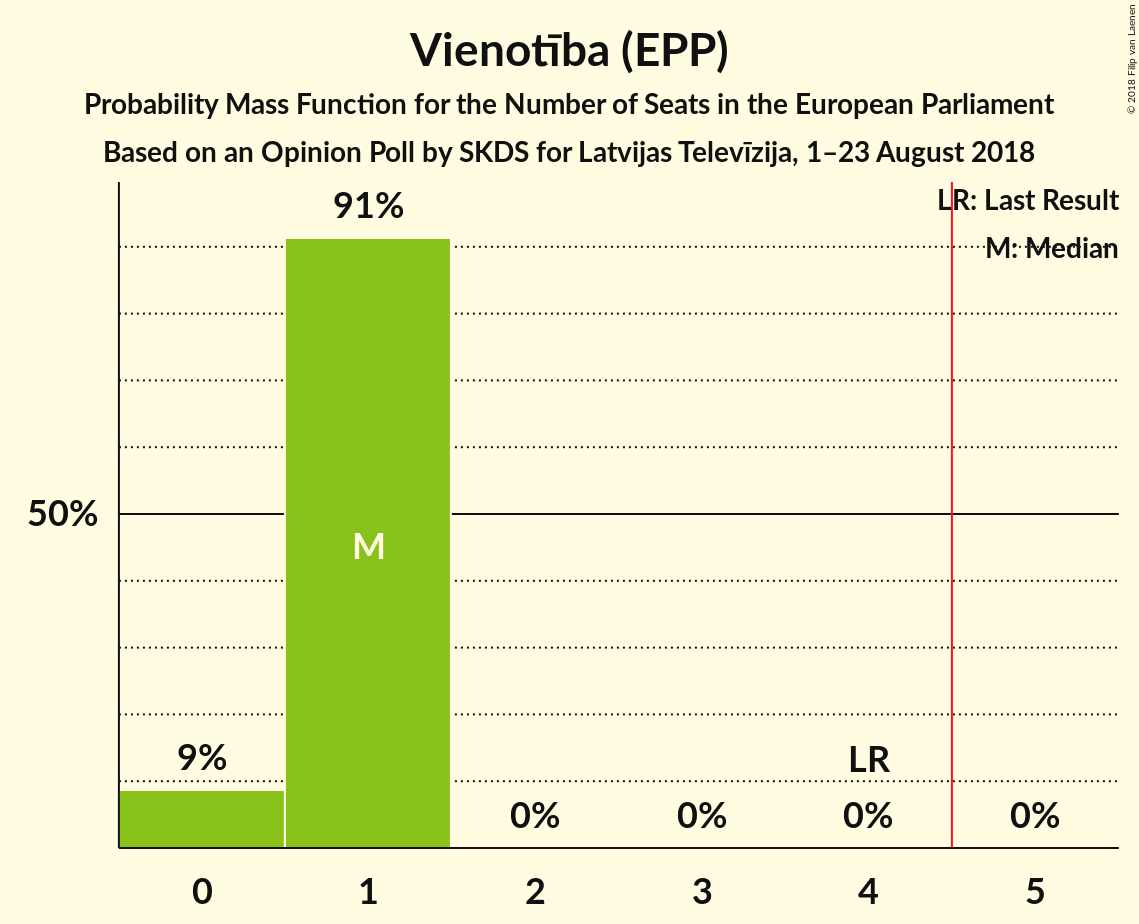 Vienotība (EPP)
Probability Mass Function for the Number of Seats in the European Parliament
Based on an Opinion Poll by SKDS for Latvijas Televīzija, 1–23 August 2018
© 2018 Filip van Laenen
LR: Last Result
M: Median
91%
50%
M
9%
LR
0%
0%
0%
0%
0
1
2
3
4
5